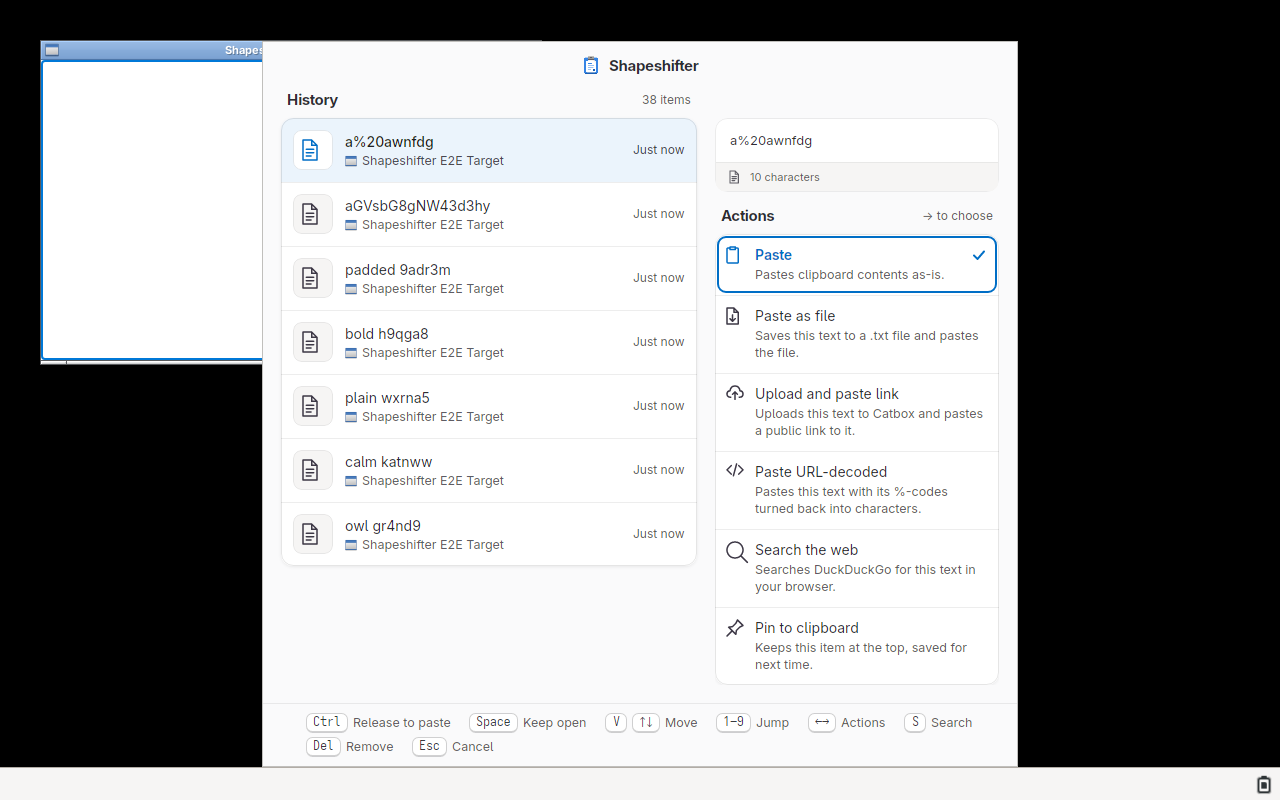 Shapes
Shapeshifter
History
38 items
a%20awnfdg
Shapeshifter E2E Target
Just now
aGVsbG8gNW43d3hy
Shapeshifter E2E Target
Just now
padded 9adr3m
Shapeshifter E2E Target
Just now
bold h9qga8
Shapeshifter E2E Target
Just now
plain wxrna5
Shapeshifter E2E Target
Just now
calm katnww
Shapeshifter E2E Target
Just now
owl gr4nd9
Shapeshifter E2E Target
Just now
a%20awnfdg
10 characters
Actions
→ to choose
Paste
Pastes clipboard contents as-is.
Paste as file
Saves this text to a .txt file and pastes
the file.
Upload and paste link
Uploads this text to Catbox and pastes
a public link to it.
Paste URL-decoded
Pastes this text with its %-codes
turned back into characters.
Search the web
Searches DuckDuckGo for this text in
your browser.
Pin to clipboard
Keeps this item at the top, saved for
next time.
Ctrl Release to paste Space Keep open V ↑↓ Move 1–9 Jump ↔ Actions S Search
Del Remove Esc Cancel